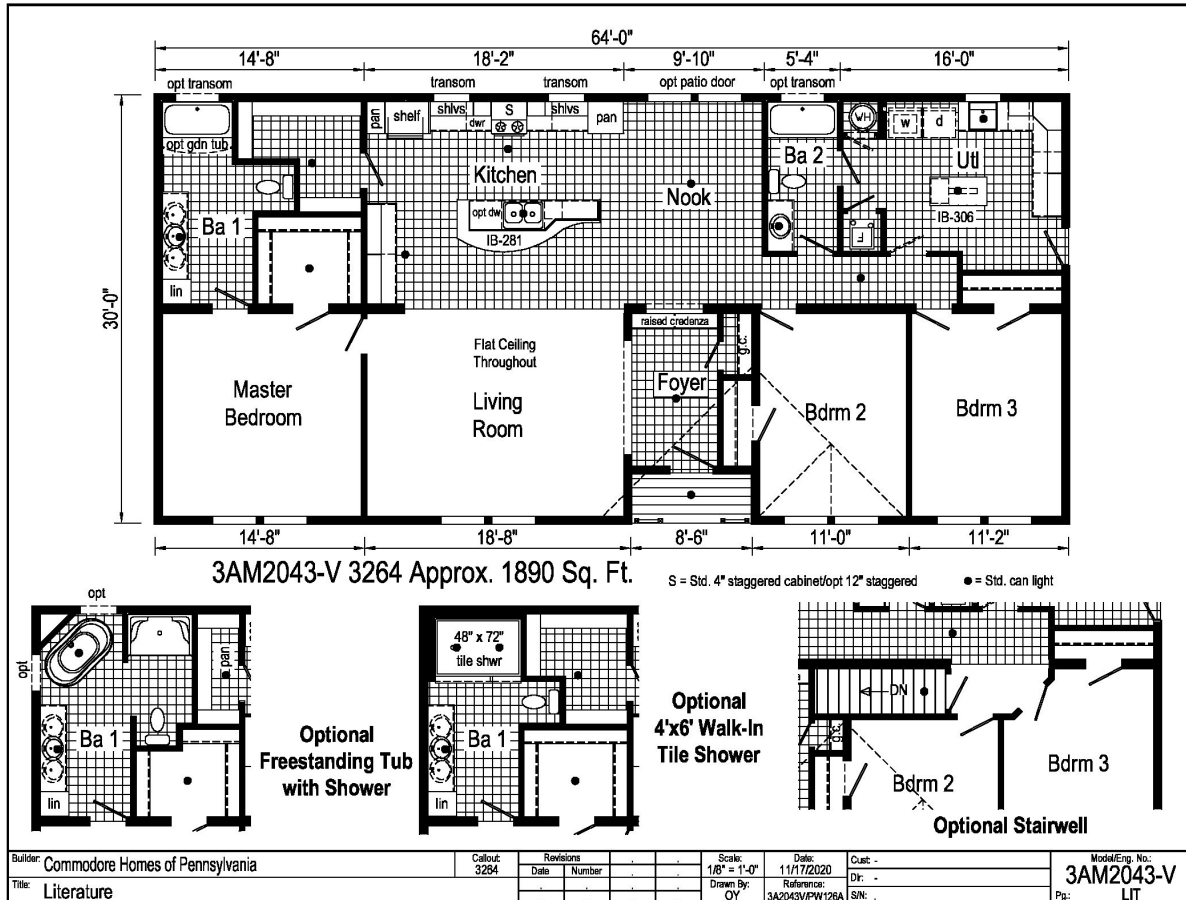 64'-0"
14'-8"
18'-2"
9'-10"
5'-4"
16'-0"
opt transom
transom
transom
opt patio door
opt transom
30'-0"
pan
shelf
shlvs
dwr
S
shlvs
pan
WH
w
d
opt gdn tub
Kitchen
Nook
Ba 2
Utl
Ba 1
opt dw
IB-281
IB-306
L
lin
raised credenza
g.c.
Flat Ceiling
Throughout
Foyer
Master
Bedroom
Living
Room
Bdrm 2
Bdrm 3
14'-8"
18'-8"
8'-6"
11'-0"
11'-2"
3AM2043-V 3264 Approx. 1890 Sq. Ft.
S = Std. 4" staggered cabinet/opt 12" staggered
● = Std. can light
opt
opt
pan
Ba 1
lin
Optional
Freestanding Tub
with Shower
48" x 72"
tile shwr
Ba 1
lin
Optional
4'x6' Walk-In
Tile Shower
DN
g.c.
Bdrm 2
Bdrm 3
Optional Stairwell
Builder: Commodore Homes of Pennsylvania
Title: Literature
Callout:
3264
Revisions
Date Number
Scale:
1/8" = 1'-0"
Drawn By:
OY
Date:
11/17/2020
Reference:
3A2043V/PW126A
Cust: -
Dir: -
S/N: .
Model/Eng. No.:
3AM2043-V
Pg.: LIT